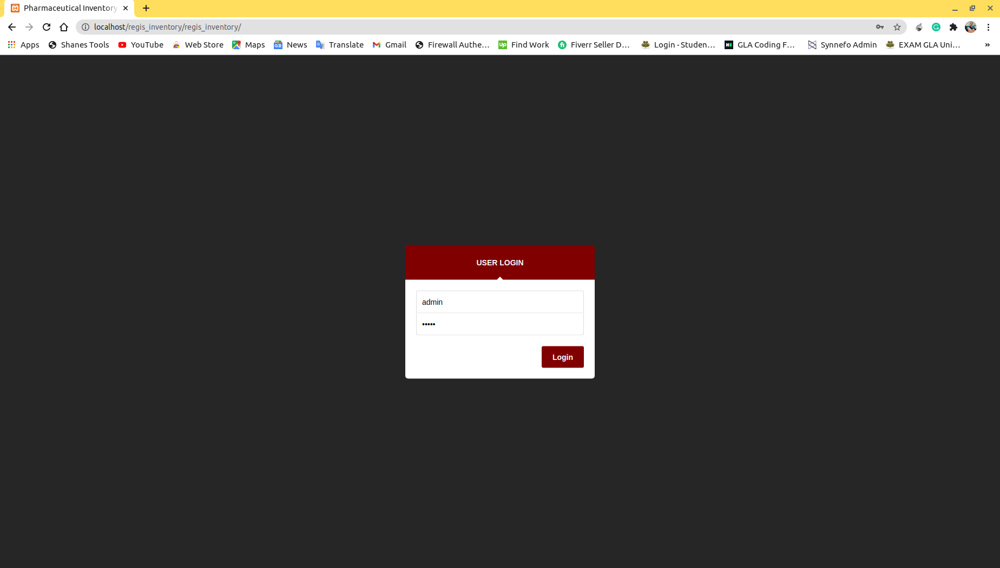 Pharmaceutical Inventory
localhost/regis_inventory/regis_inventory/
Apps Shanes Tools YouTube Web Store Maps News Translate Gmail Firewall Authe... Find Work Fiverr Seller D... Login - Studen... GLA Coding F... Synnefo Admin EXAM GLA Uni... »
USER LOGIN
admin
•••••
Login